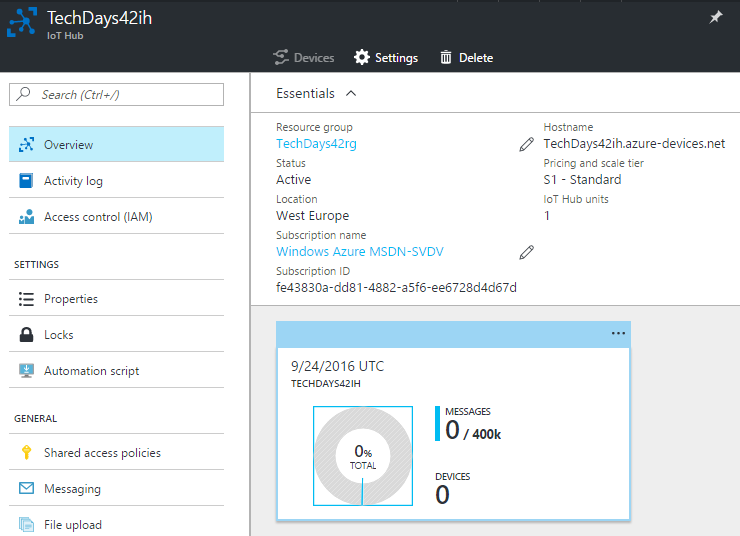 TechDays42ih
IoT Hub
Devices Settings Delete
Search (Ctrl+/)
Overview
Activity log
Access control (IAM)
SETTINGS
Properties
Locks
Automation script
GENERAL
Shared access policies
Messaging
File upload
Essentials
Resource group
TechDays42rg
Status
Active
Location
West Europe
Subscription name
Windows Azure MSDN-SVDV
Subscription ID
fe43830a-dd81-4882-a5f6-ee6728d4d67d
Hostname
TechDays42ih.azure-devices.net
Pricing and scale tier
S1 - Standard
IoT Hub units
1
9/24/2016 UTC
TECHDAYS42IH
0%
TOTAL
MESSAGES
0 / 400k
DEVICES
0